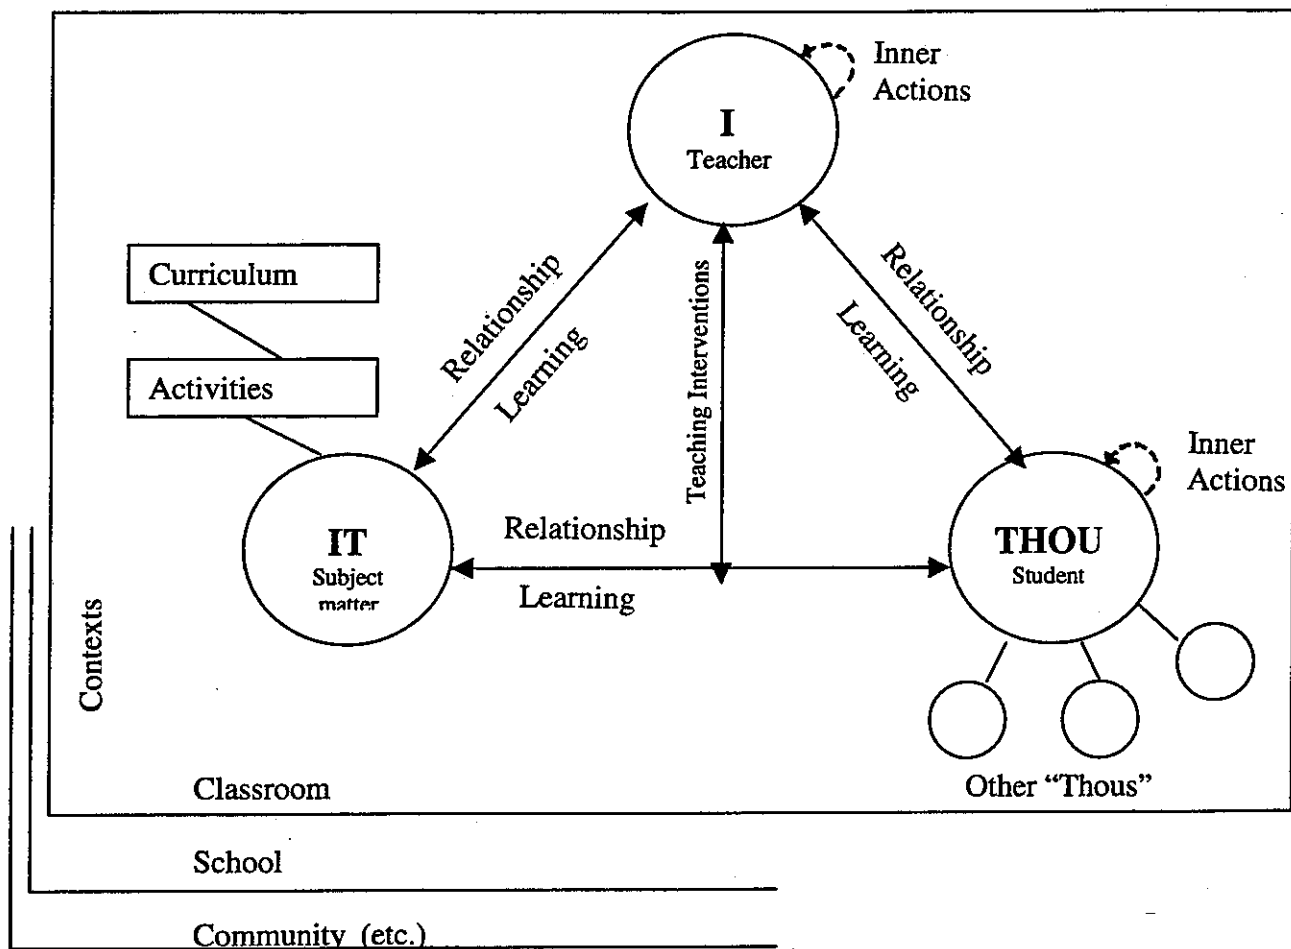 Inner
Actions
I
Teacher
Curriculum
Relationship
Learning
Teaching Interventions
Relationship
Learning
Activities
Inner
Actions
IT
Subject
matter
Relationship
Learning
THOU
Student
Contexts
Other “Thous”
Classroom
School
Community (etc.)